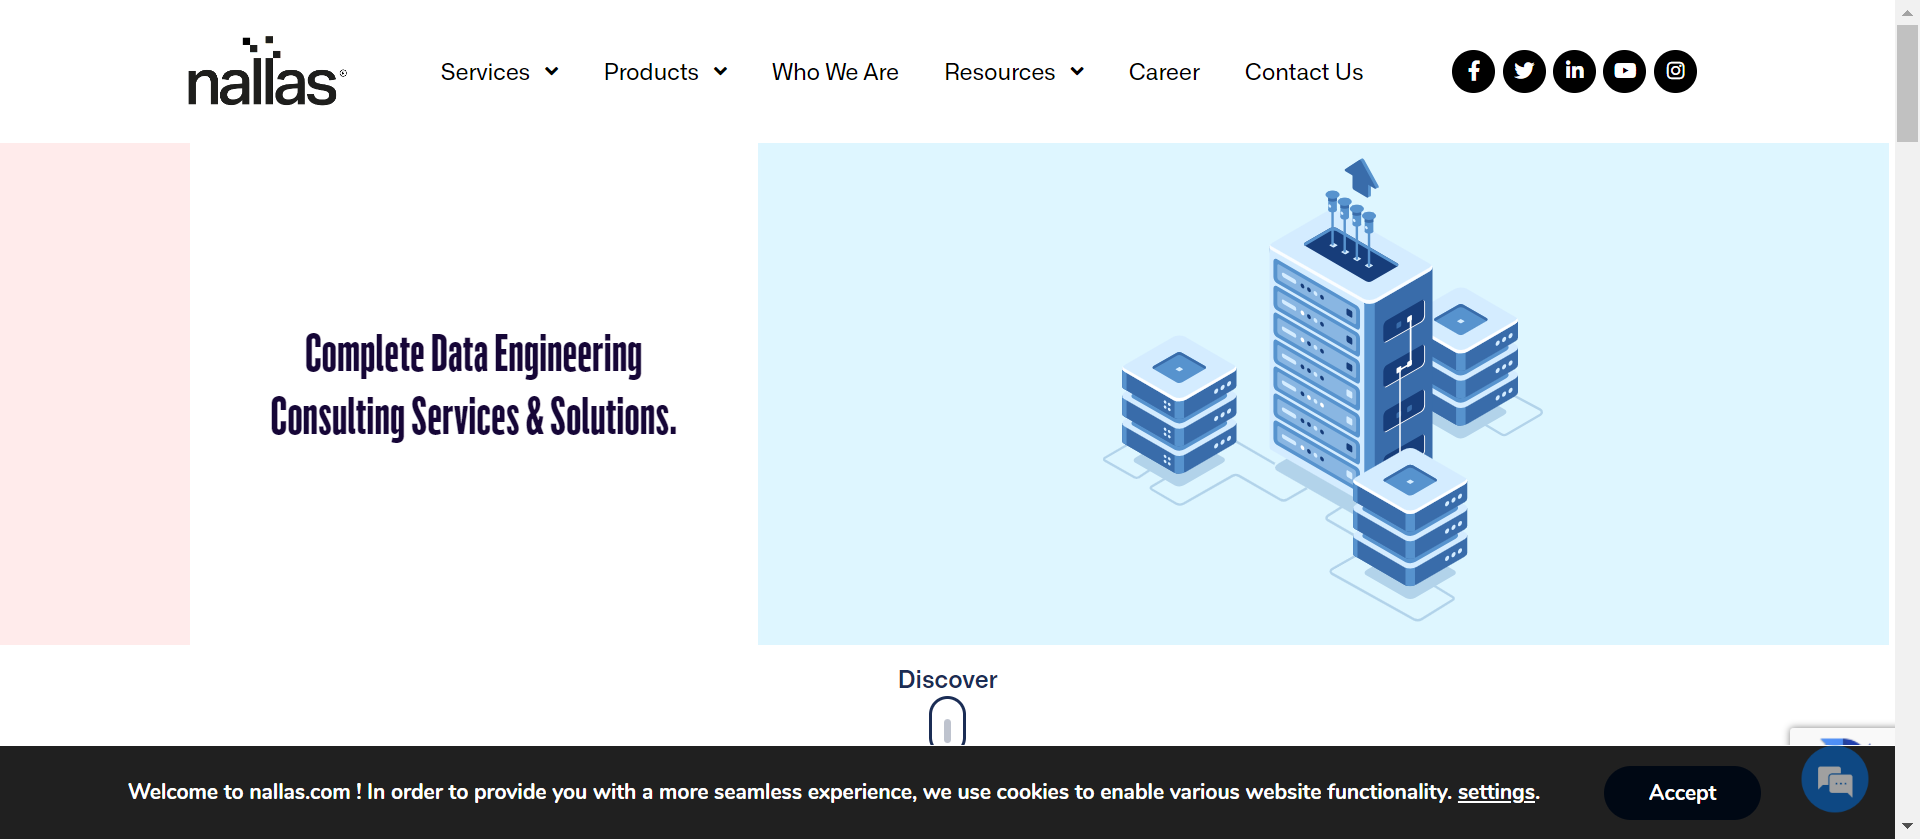 nallas
Services
Products
Who We Are
Resources
Career
Contact Us
Complete Data Engineering
Consulting Services & Solutions.
Discover
Welcome to nallas.com ! In order to provide you with a more seamless experience, we use cookies to enable various website functionality. settings.
Accept